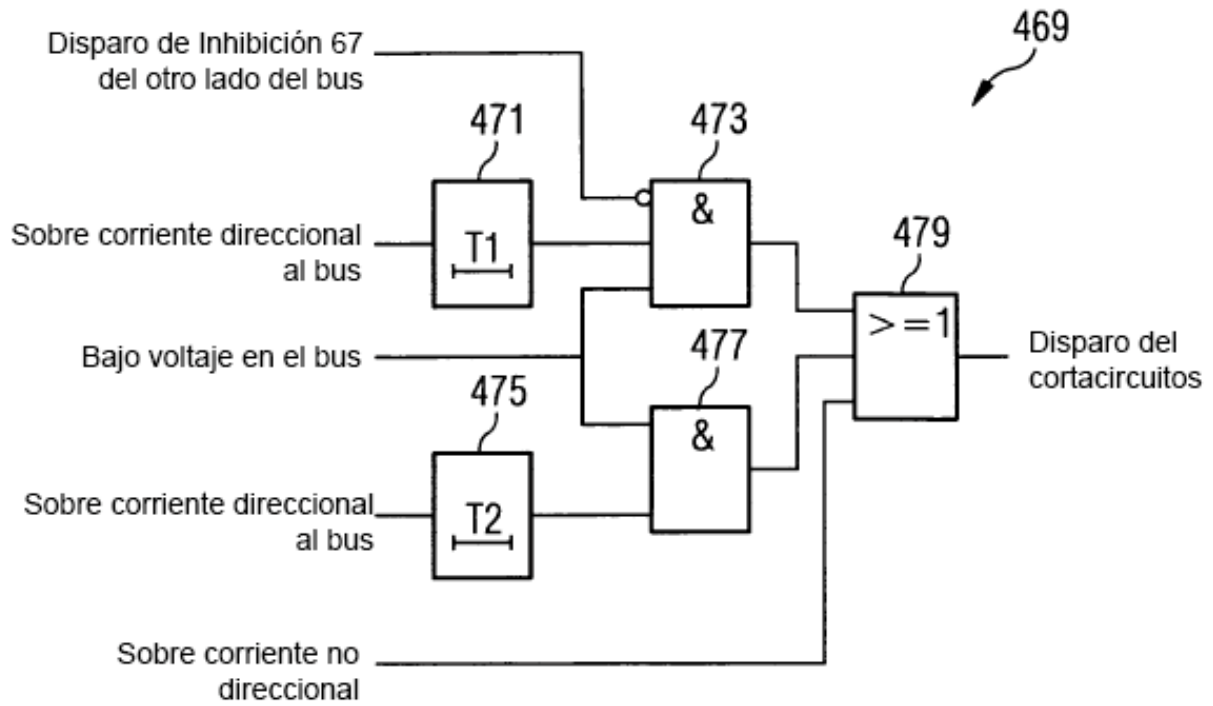 Disparo de Inhibición 67
del otro lado del bus
469
471
473
Sobre corriente direccional
al bus
T1
&
479
>=1
Bajo voltaje en el bus
Disparo del
cortacircuitos
475
477
&
Sobre corriente direccional
al bus
T2
Sobre corriente no
direccional